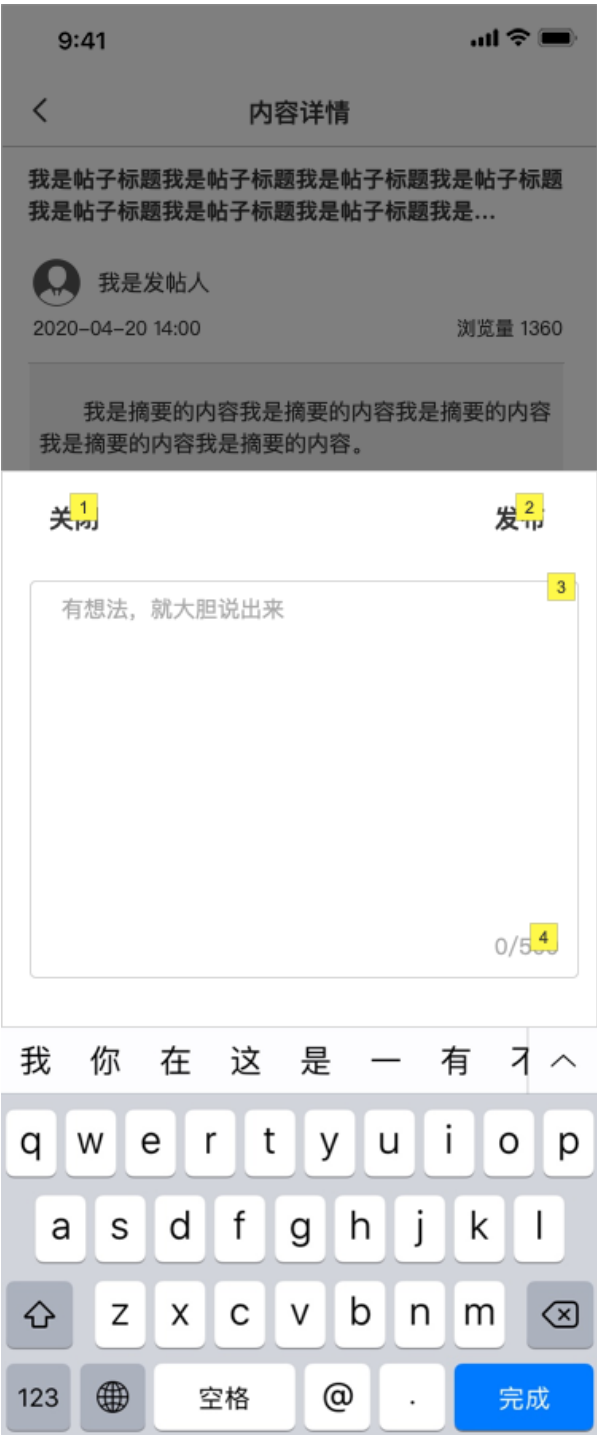 9:41
内容详情
我是帖子标题我是帖子标题我是帖子标题我是帖子标题
我是帖子标题我是帖子标题我是帖子标题我是...
我是发帖人
2020-04-20 14:00 浏览量 1360
我是摘要的内容我是摘要的内容我是摘要的内容
我是摘要的内容我是摘要的内容。
关闭 1 发布 2
3
有想法，就大胆说出来
0/500 4
我 你 在 这 是 一 有
q w e r t y u i o p
a s d f g h j k l
z x c v b n m
123 空格 @ . 完成